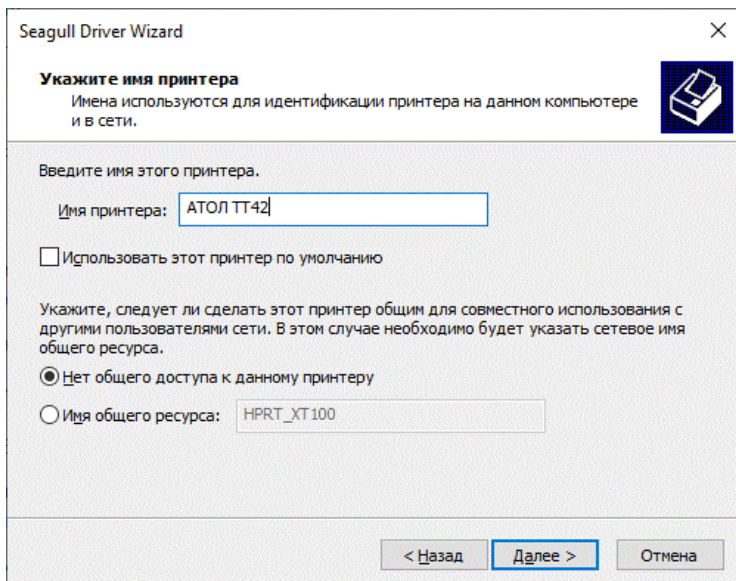 Seagull Driver Wizard
Укажите имя принтера
Имена используются для идентификации принтера на данном компьютере
и в сети.
Введите имя этого принтера.
Имя принтера: АТОЛ ТТ42
Использовать этот принтер по умолчанию
Укажите, следует ли сделать этот принтер общим для совместного использования с
другими пользователями сети. В этом случае необходимо будет указать сетевое имя
общего ресурса.
Нет общего доступа к данному принтеру
Имя общего ресурса: HPRT_XT100
< Назад Далее > Отмена